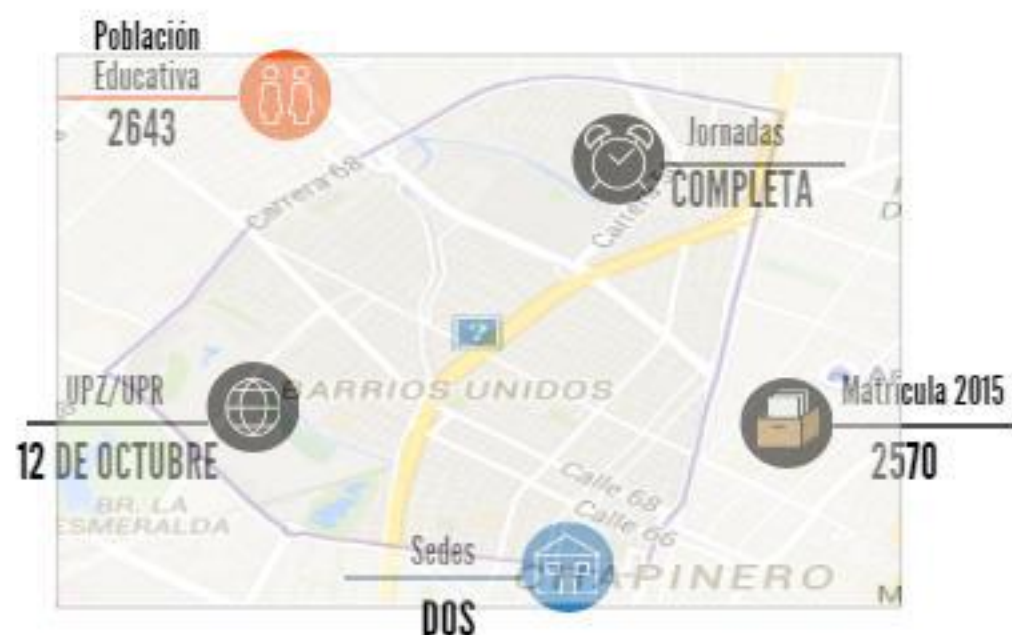 Población
Educativa
2643
Jornadas
COMPLETA
Carrera 68
UPZ/UPR
12 DE OCTUBRE
BARRIOS UNIDOS
Matrícula 2015
2570
BR. LA
ESMERALDA
Calle 68
Calle 66
Sedes
DOS